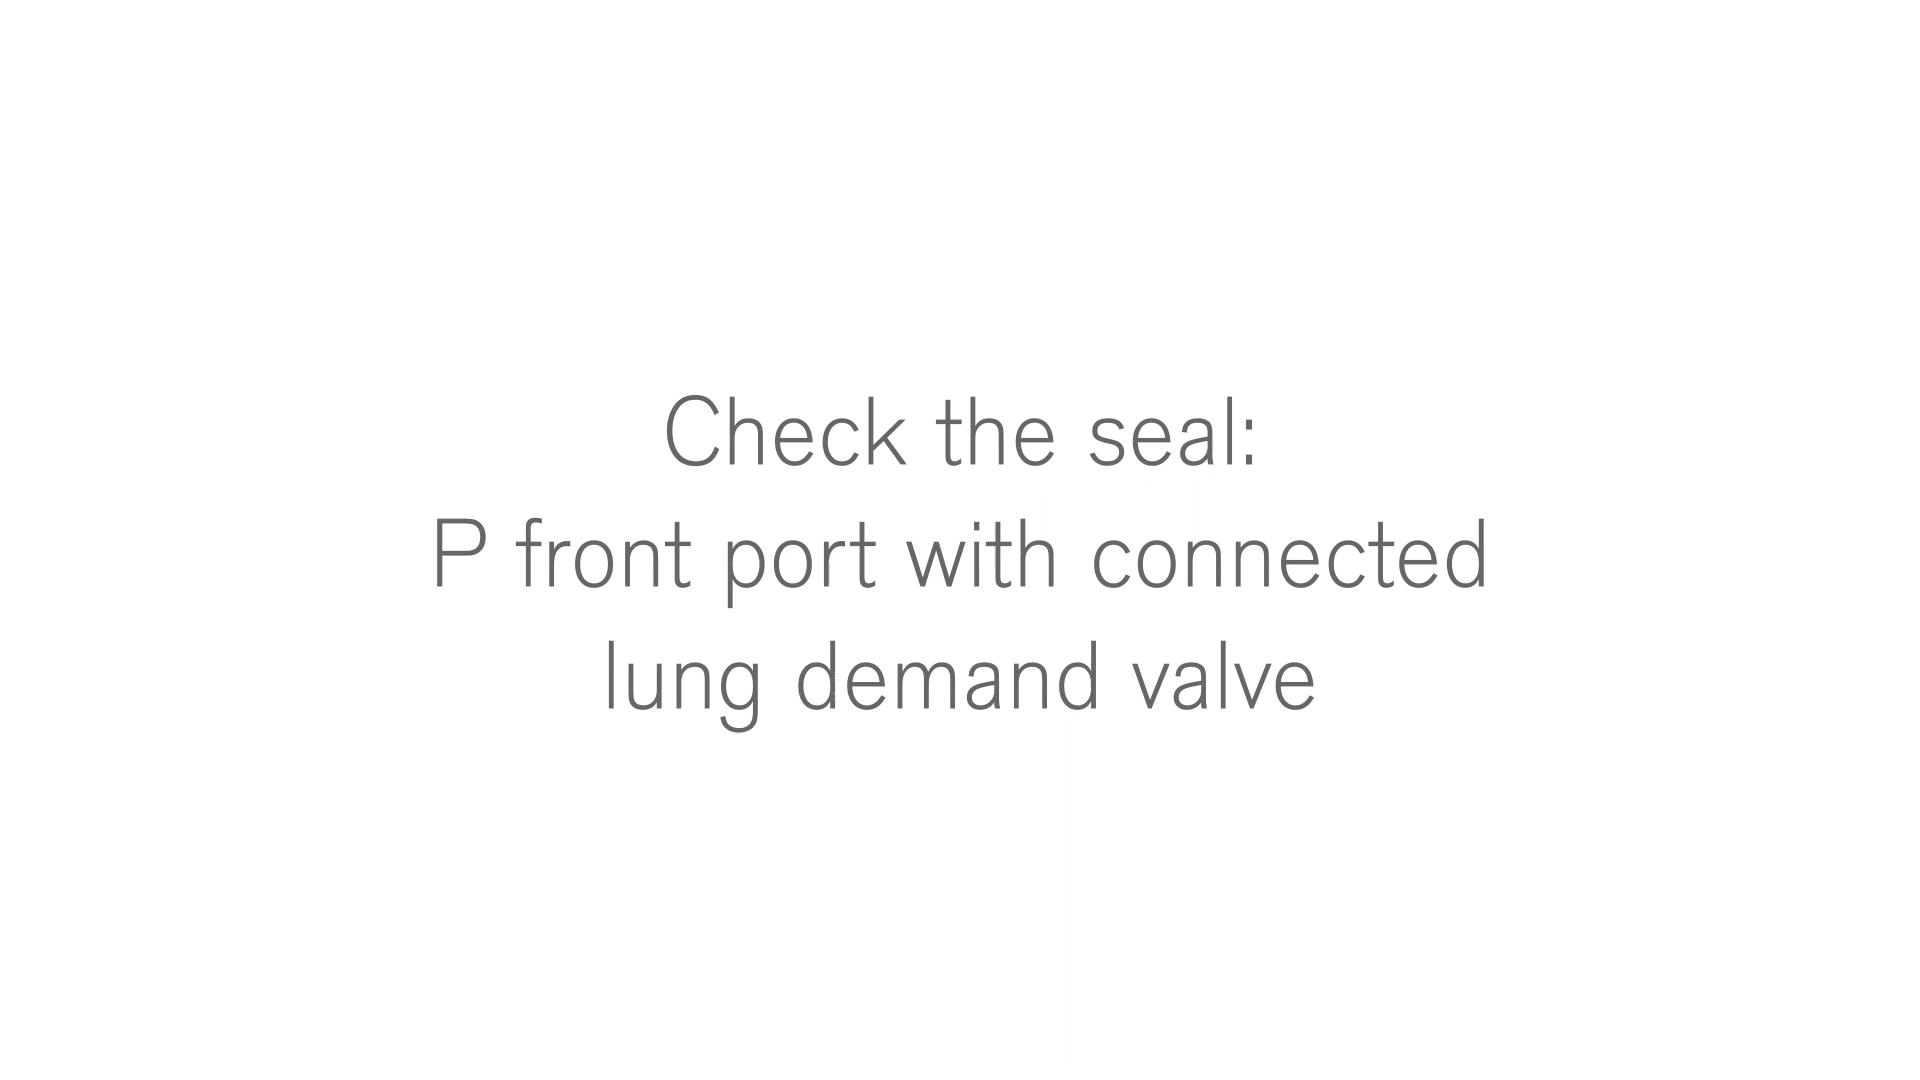 Check the seal:
P front port with connected
lung demand valve